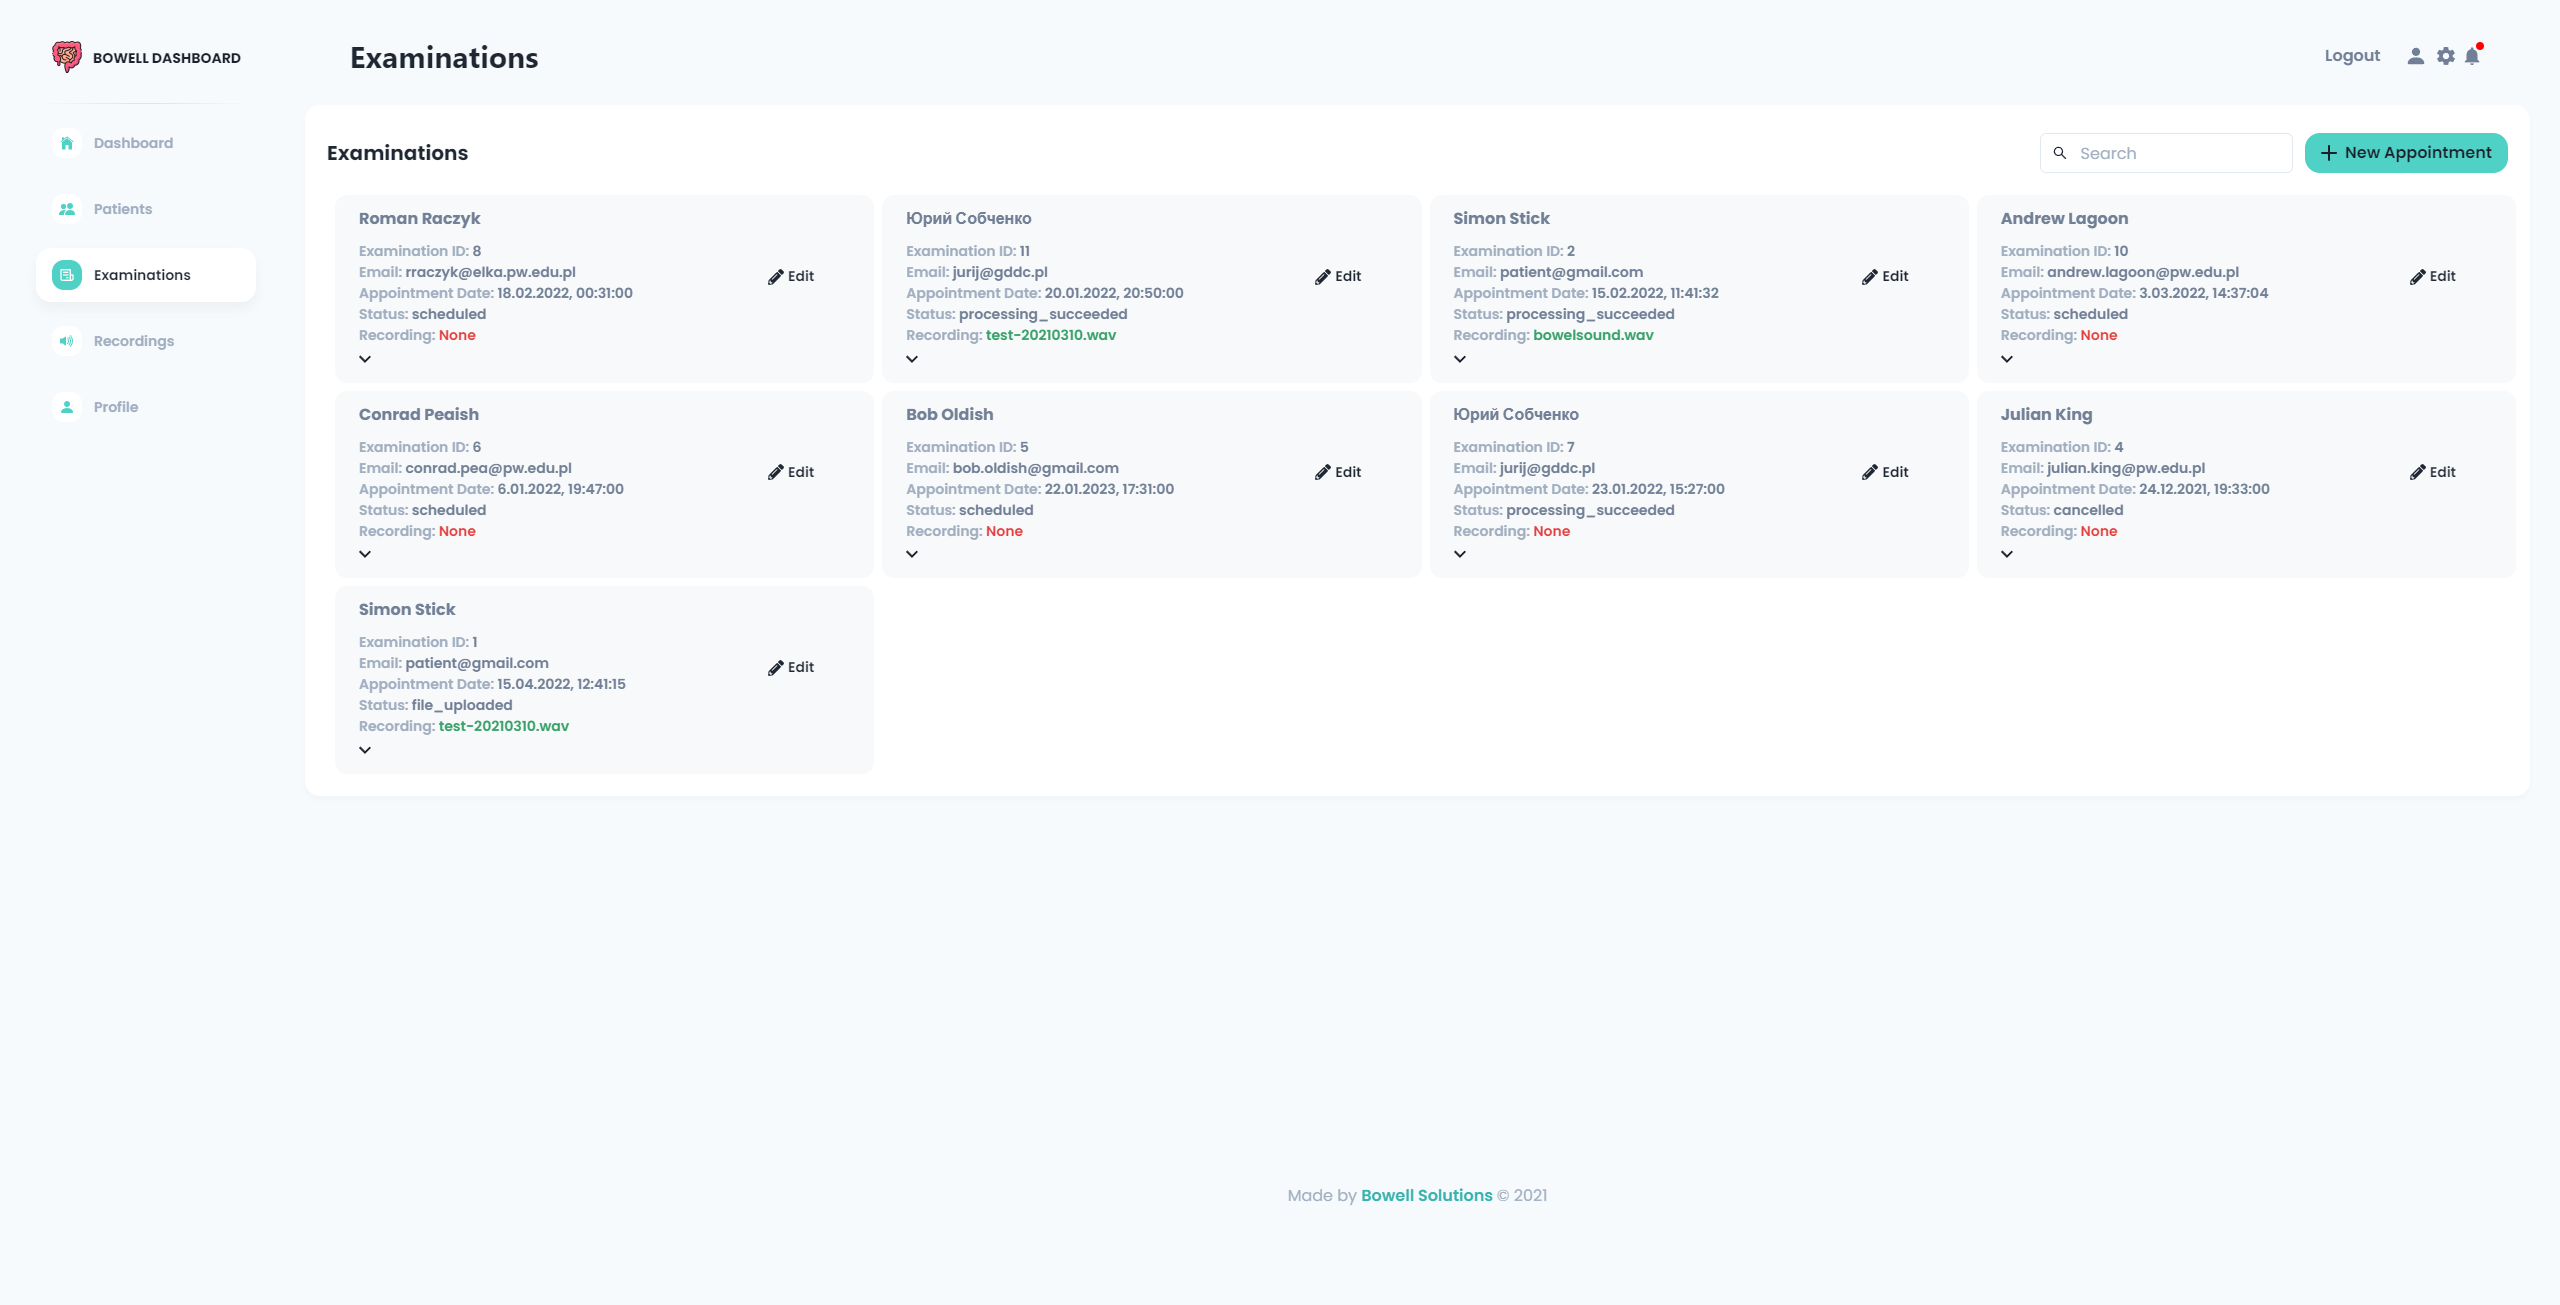 BOWELL DASHBOARD
Dashboard
Patients
Examinations
Recordings
Profile
Examinations
Logout
Examinations
Search
New Appointment
Roman Raczyk
Examination ID: 8
Email: rraczyk@elka.pw.edu.pl
Appointment Date: 18.02.2022, 00:31:00
Status: scheduled
Recording: None
Edit
Юрий Собченко
Examination ID: 11
Email: jurij@gddc.pl
Appointment Date: 20.01.2022, 20:50:00
Status: processing_succeeded
Recording: test-20210310.wav
Edit
Simon Stick
Examination ID: 2
Email: patient@gmail.com
Appointment Date: 15.02.2022, 11:41:32
Status: processing_succeeded
Recording: bowelsound.wav
Edit
Andrew Lagoon
Examination ID: 10
Email: andrew.lagoon@pw.edu.pl
Appointment Date: 3.03.2022, 14:37:04
Status: scheduled
Recording: None
Edit
Conrad Peaish
Examination ID: 6
Email: conrad.pea@pw.edu.pl
Appointment Date: 6.01.2022, 19:47:00
Status: scheduled
Recording: None
Edit
Bob Oldish
Examination ID: 5
Email: bob.oldish@gmail.com
Appointment Date: 22.01.2023, 17:31:00
Status: scheduled
Recording: None
Edit
Юрий Собченко
Examination ID: 7
Email: jurij@gddc.pl
Appointment Date: 23.01.2022, 15:27:00
Status: processing_succeeded
Recording: None
Edit
Julian King
Examination ID: 4
Email: julian.king@pw.edu.pl
Appointment Date: 24.12.2021, 19:33:00
Status: cancelled
Recording: None
Edit
Simon Stick
Examination ID: 1
Email: patient@gmail.com
Appointment Date: 15.04.2022, 12:41:15
Status: file_uploaded
Recording: test-20210310.wav
Edit
Made by Bowell Solutions © 2021